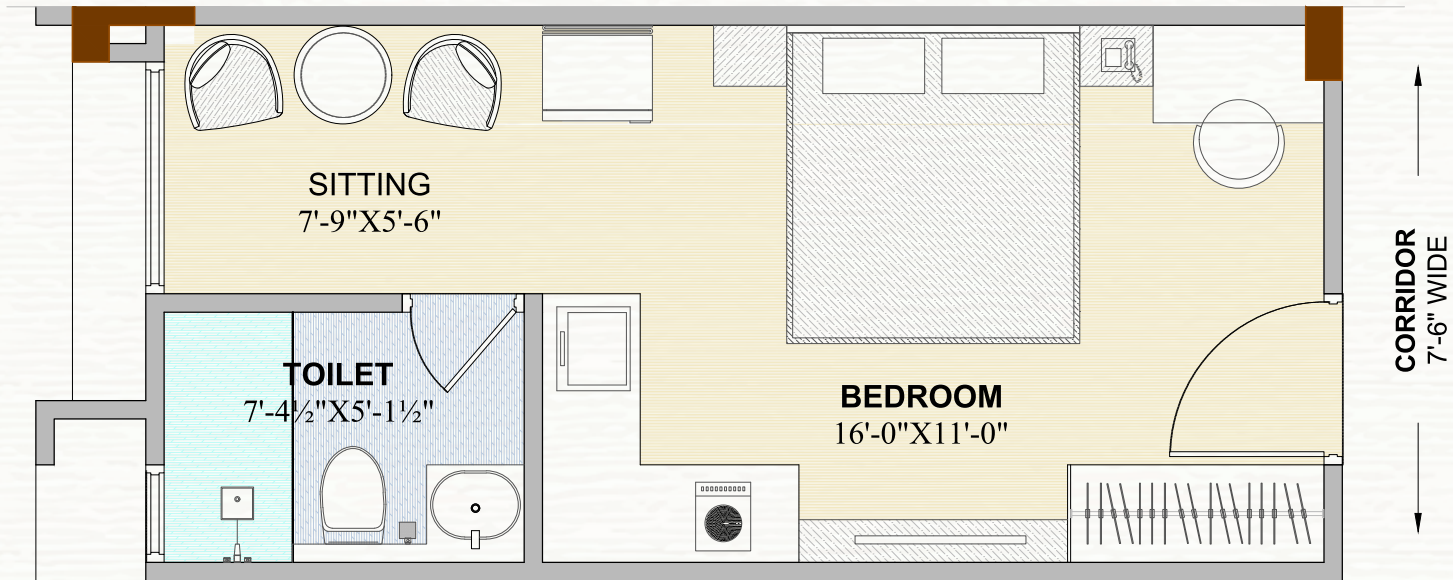 SITTING
7'-9"X5'-6"
TOILET
7'-4½"X5'-1½"
BEDROOM
16'-0"X11'-0"
CORRIDOR
7'-6" WIDE